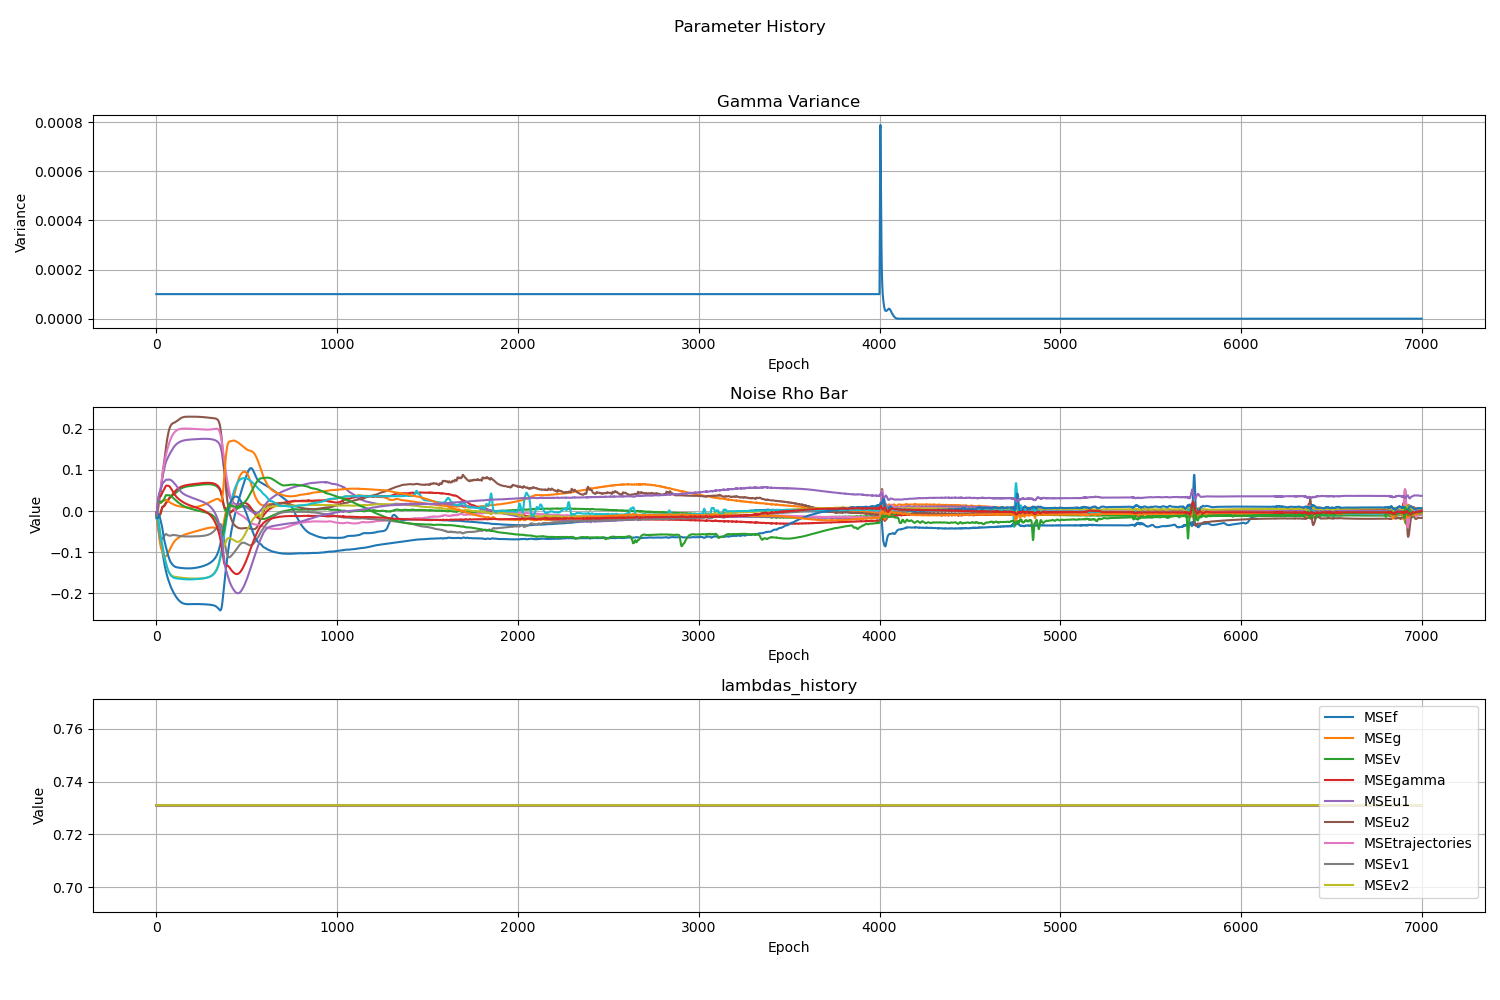 Parameter History
Gamma Variance
0.0008
0.0006
0.0004
0.0002
0.0000
Variance
0 1000 2000 3000 4000 5000 6000 7000
Epoch
Noise Rho Bar
0.2
0.1
0.0
−0.1
−0.2
Value
0 1000 2000 3000 4000 5000 6000 7000
Epoch
lambdas_history
0.76
0.74
0.72
0.70
Value
MSEf
MSEg
MSEv
MSEgamma
MSEu1
MSEu2
MSEtrajectories
MSEv1
MSEv2
0 1000 2000 3000 4000 5000 6000 7000
Epoch